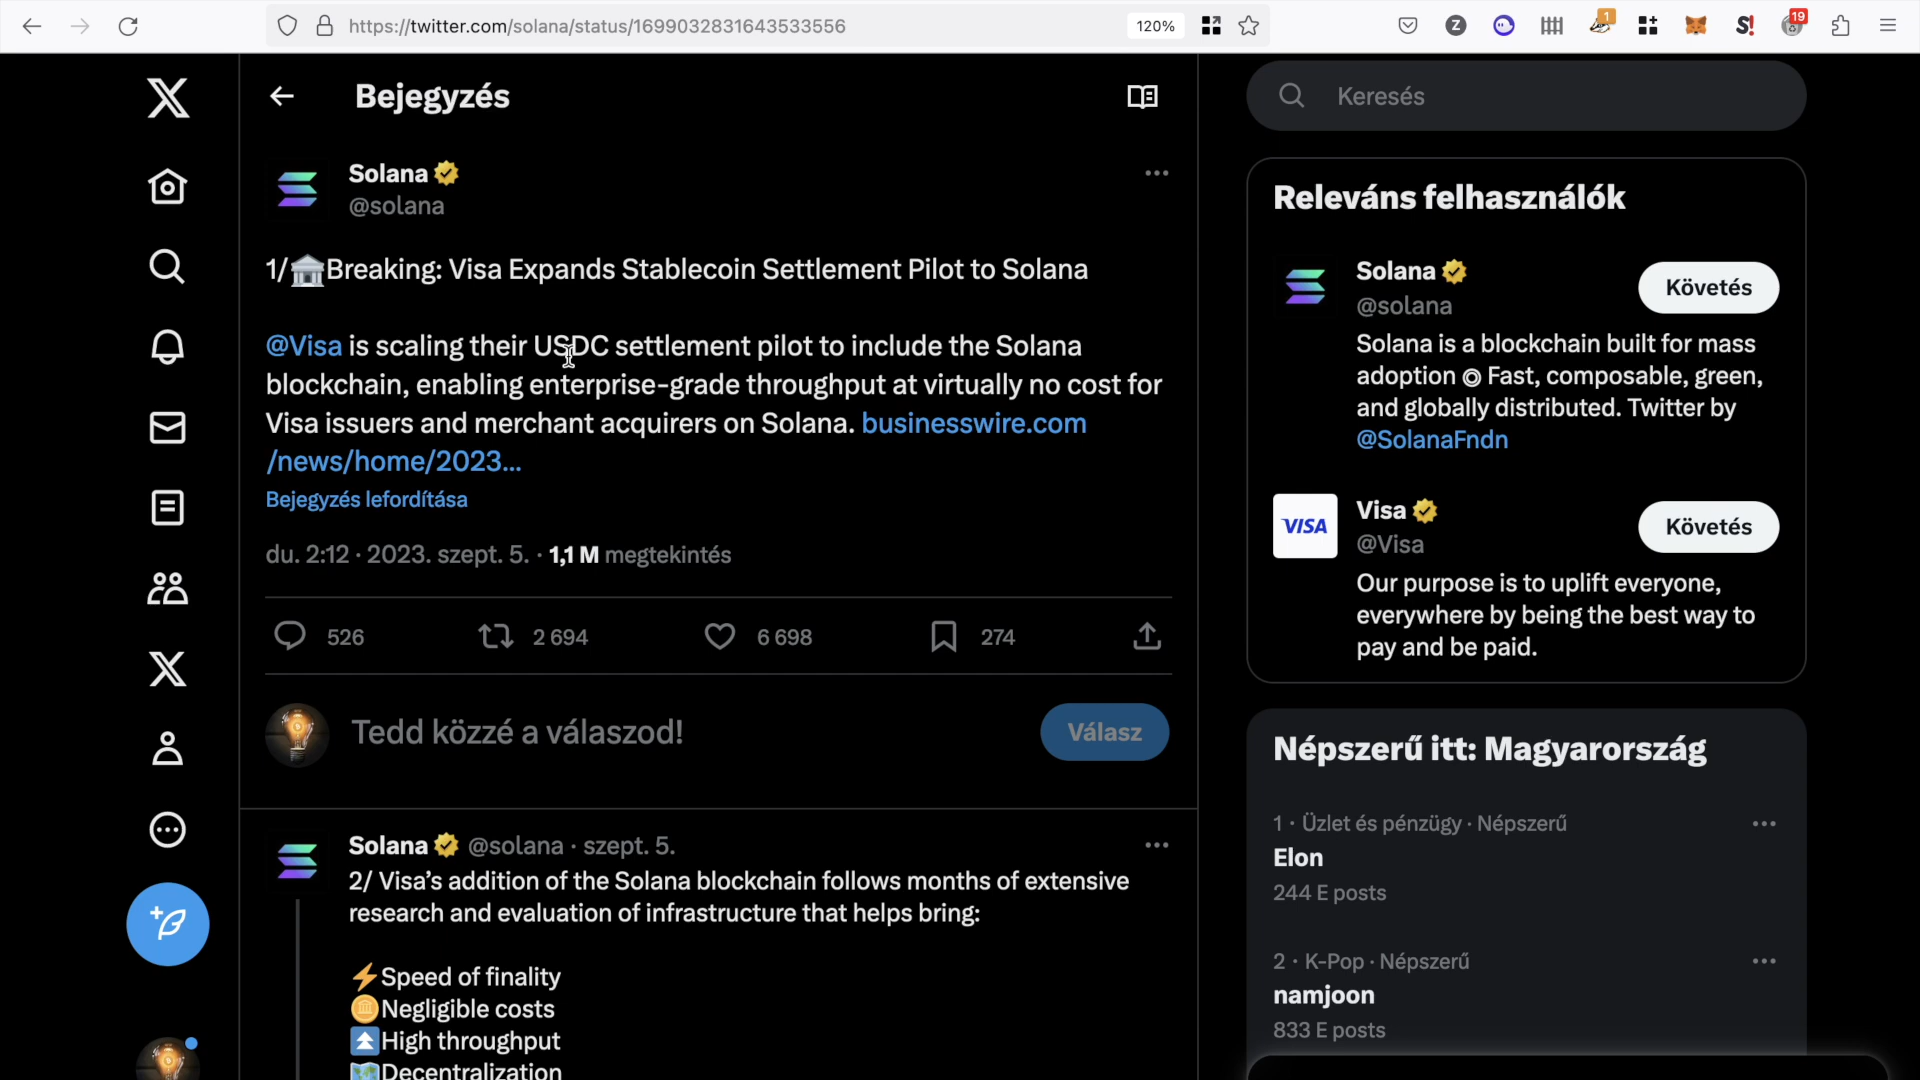 https://twitter.com/solana/status/1699032831643533556
120%
Z
1
S!
19
Bejegyzés
Solana
@solana
1/🏛️Breaking: Visa Expands Stablecoin Settlement Pilot to Solana
@Visa is scaling their USDC settlement pilot to include the Solana
blockchain, enabling enterprise-grade throughput at virtually no cost for
Visa issuers and merchant acquirers on Solana. businesswire.com
/news/home/2023...
Bejegyzés lefordítása
du. 2:12 · 2023. szept. 5. · 1,1 M megtekintés
526
2 694
6 698
274
Tedd közzé a válaszod!
Válasz
Solana @solana · szept. 5.
2/ Visa’s addition of the Solana blockchain follows months of extensive
research and evaluation of infrastructure that helps bring:
⚡Speed of finality
🪙Negligible costs
⏫High throughput
🗺️Decentralization
Keresés
Releváns felhasználók
Solana
@solana
Követés
Solana is a blockchain built for mass
adoption ◎ Fast, composable, green,
and globally distributed. Twitter by
@SolanaFndn
VISA
Visa
@Visa
Követés
Our purpose is to uplift everyone,
everywhere by being the best way to
pay and be paid.
Népszerű itt: Magyarország
1 · Üzlet és pénzügy · Népszerű
Elon
244 E posts
2 · K-Pop · Népszerű
namjoon
833 E posts